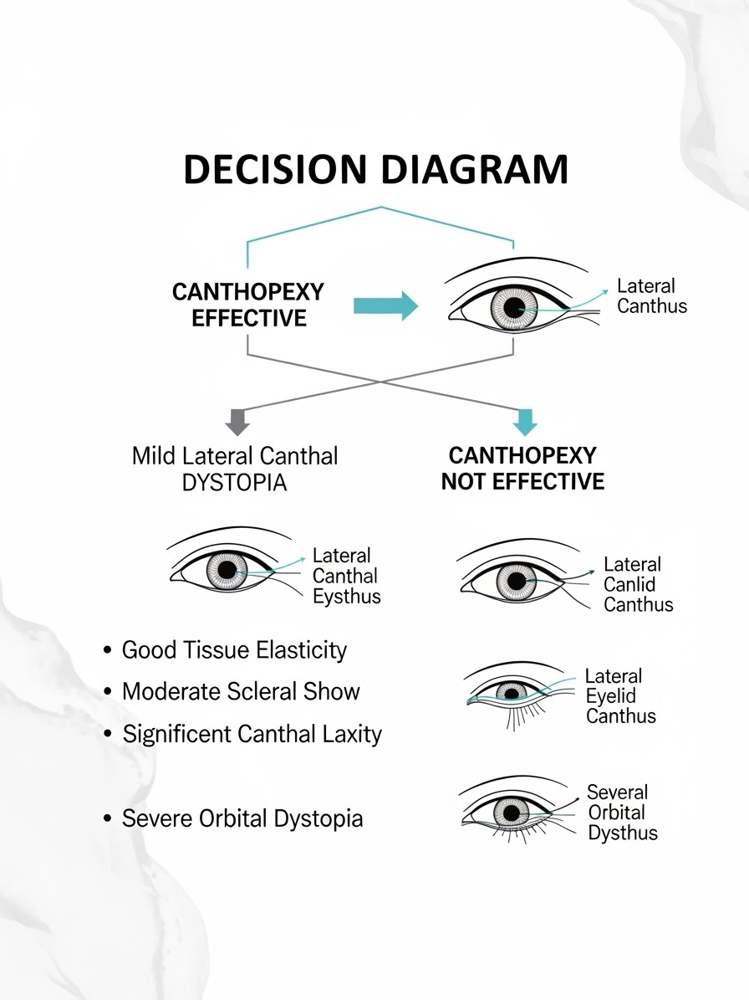 DECISION DIAGRAM
CANTHOPEXY
EFFECTIVE
Lateral
Canthus
Mild Lateral Canthal
DYSTOPIA
CANTHOPEXY
NOT EFFECTIVE
Lateral
Canthal
Eysthus
Lateral
Canlid
Canthus
• Good Tissue Elasticity
• Moderate Scleral Show
• Significent Canthal Laxity
Lateral
Eyelid
Canthus
• Severe Orbital Dystopia
Several
Orbital
Dysthus